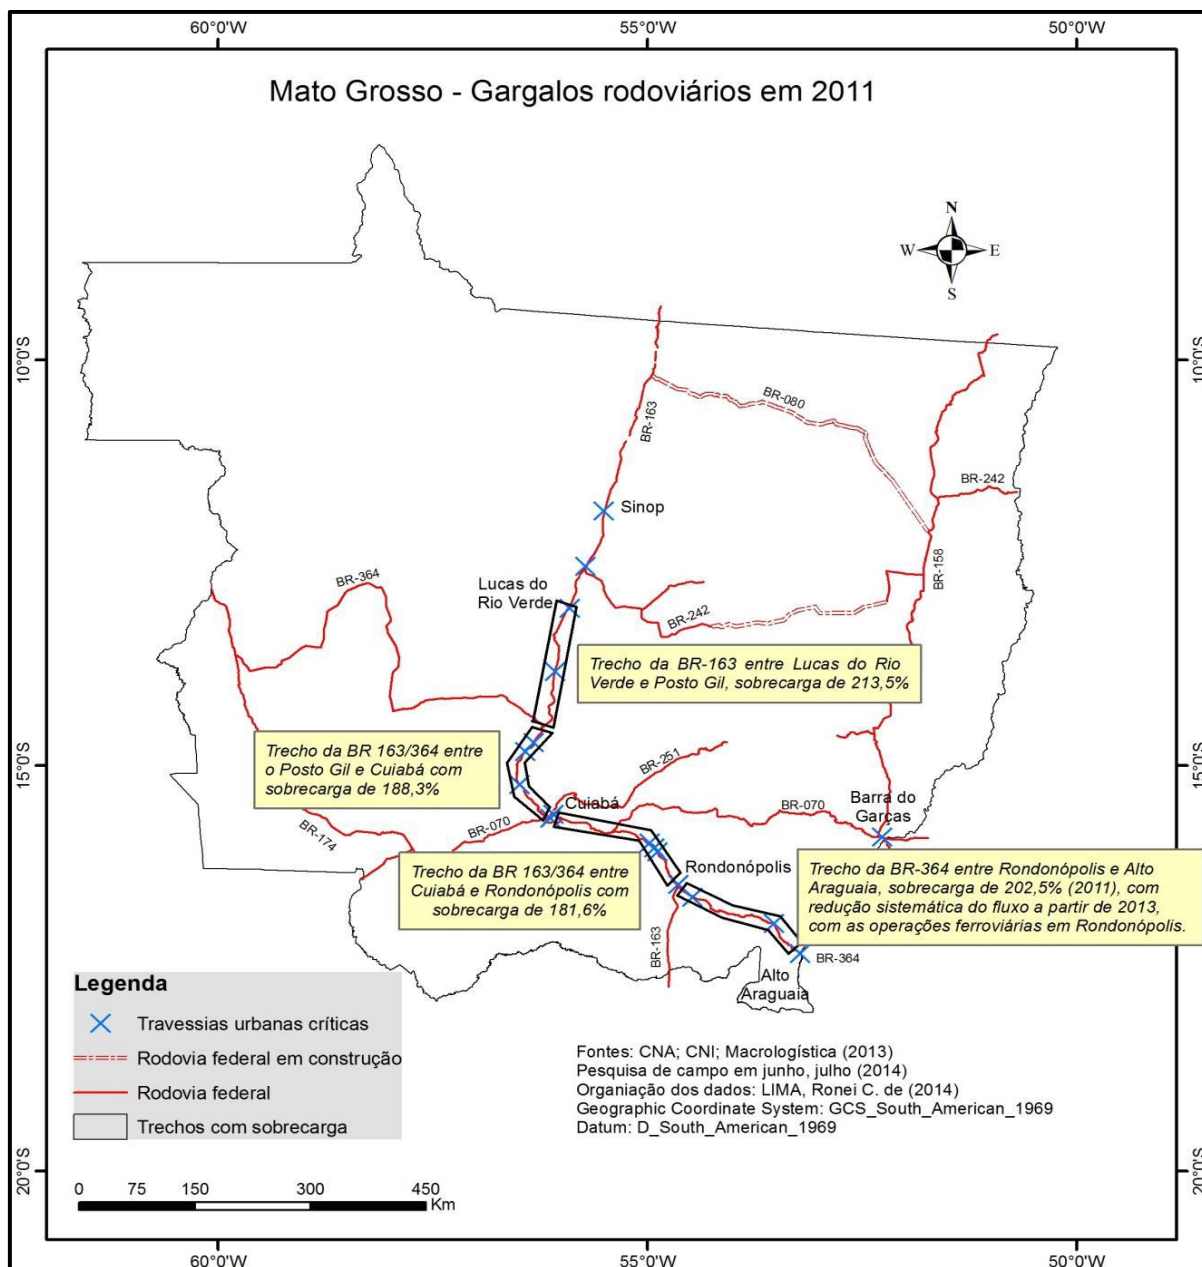 60°0'W 55°0'W 50°0'W
Mato Grosso - Gargalos rodoviários em 2011
N
W E
S
10°0'S 10°0'S
BR-080
BR-163
BR-242
Sinop
BR-364
BR-158
Lucas do
Rio Verde
BR-242
Trecho da BR-163 entre Lucas do Rio
Verde e Posto Gil, sobrecarga de 213,5%
Trecho da BR 163/364 entre
o Posto Gil e Cuiabá com
sobrecarga de 188,3%
BR-251
15°0'S 15°0'S
Cuiabá
BR-070
Barra do
Garças
BR-174
BR-070
Trecho da BR 163/364 entre
Cuiabá e Rondonópolis com
sobrecarga de 181,6%
Rondonópolis
Trecho da BR-364 entre Rondonópolis e Alto
Araguaia, sobrecarga de 202,5% (2011), com
redução sistemática do fluxo a partir de 2013,
com as operações ferroviárias em Rondonópolis.
BR-163
BR-364
Alto
Araguaia
Legenda
Travessias urbanas críticas
Rodovia federal em construção
Rodovia federal
Trechos com sobrecarga
Fontes: CNA; CNI; Macrologística (2013)
Pesquisa de campo em junho, julho (2014)
Organiação dos dados: LIMA, Ronei C. de (2014)
Geographic Coordinate System: GCS_South_American_1969
Datum: D_South_American_1969
20°0'S 20°0'S
0 75 150 300 450
Km
60°0'W 55°0'W 50°0'W